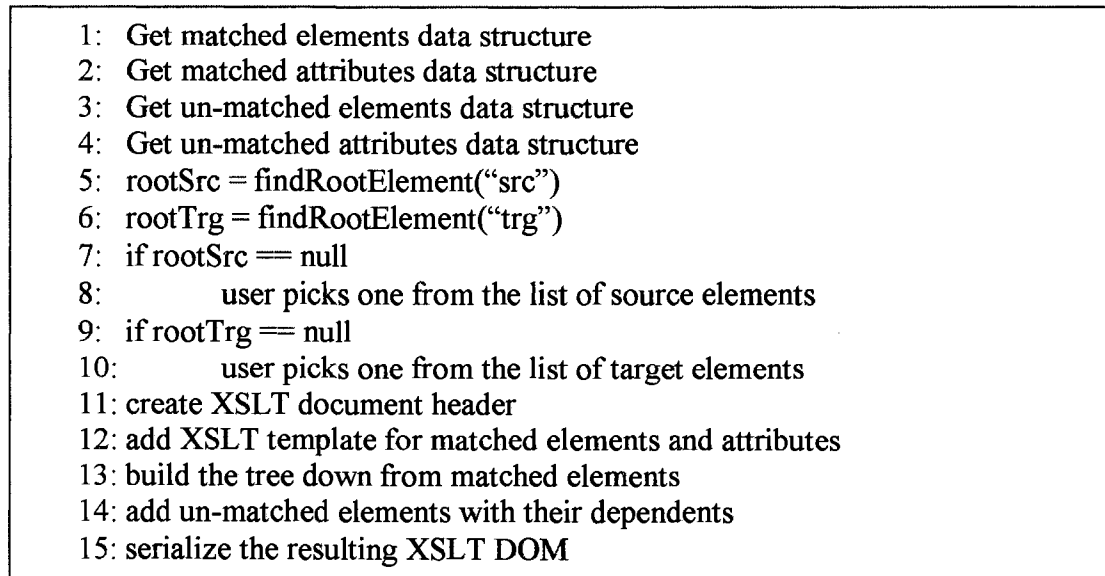 1: Get matched elements data structure
2: Get matched attributes data structure
3: Get un-matched elements data structure
4: Get un-matched attributes data structure
5: rootSrc = findRootElement(“src”)
6: rootTrg = findRootElement(“trg”)
7: if rootSrc == null
8: user picks one from the list of source elements
9: if rootTrg == null
10: user picks one from the list of target elements
11: create XSLT document header
12: add XSLT template for matched elements and attributes
13: build the tree down from matched elements
14: add un-matched elements with their dependents
15: serialize the resulting XSLT DOM